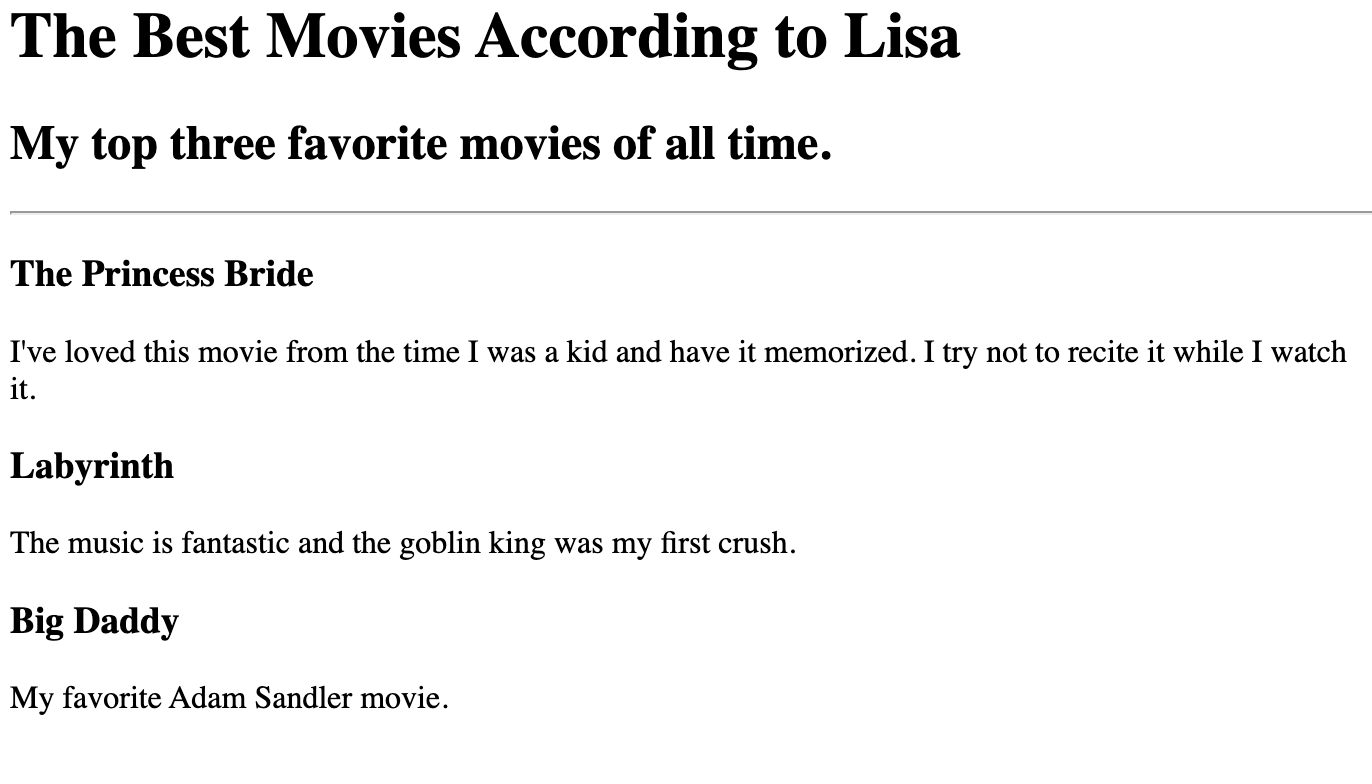 The Best Movies According to Lisa
My top three favorite movies of all time.
The Princess Bride
I've loved this movie from the time I was a kid and have it memorized. I try not to recite it while I watch
it.
Labyrinth
The music is fantastic and the goblin king was my first crush.
Big Daddy
My favorite Adam Sandler movie.